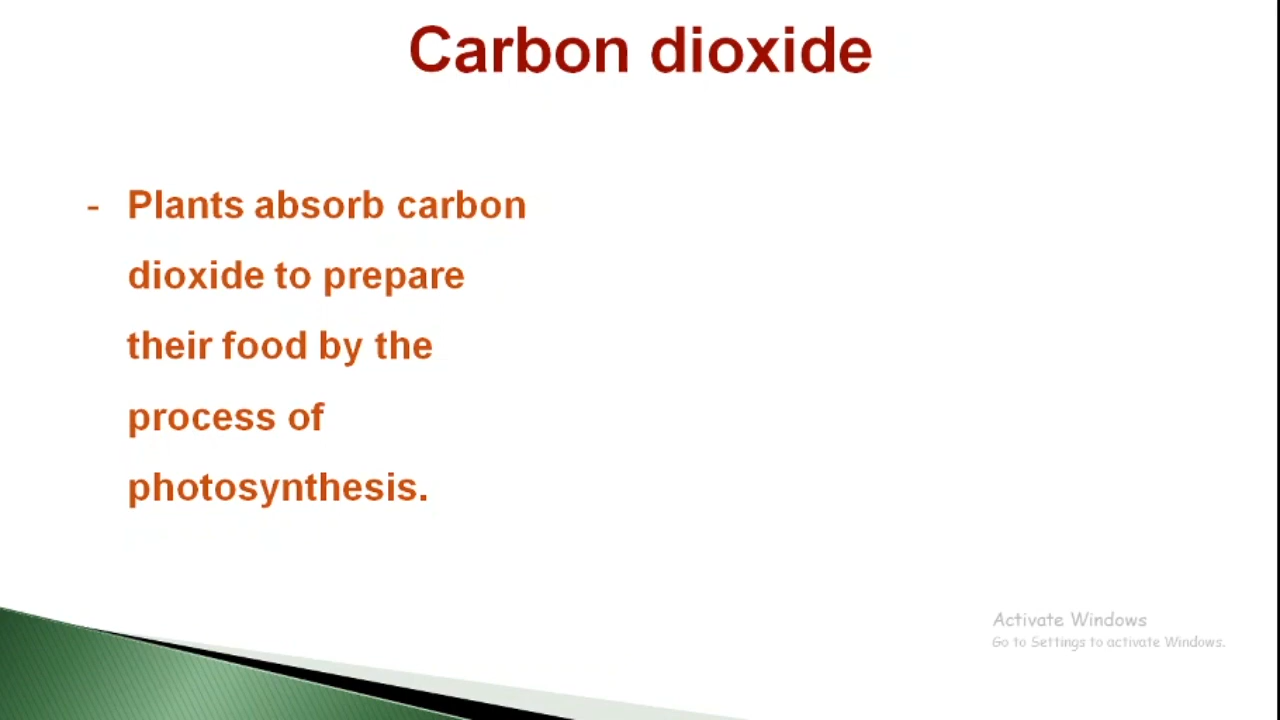 Carbon dioxide
- Plants absorb carbon
dioxide to prepare
their food by the
process of
photosynthesis.
Activate Windows
Go to Settings to activate Windows.